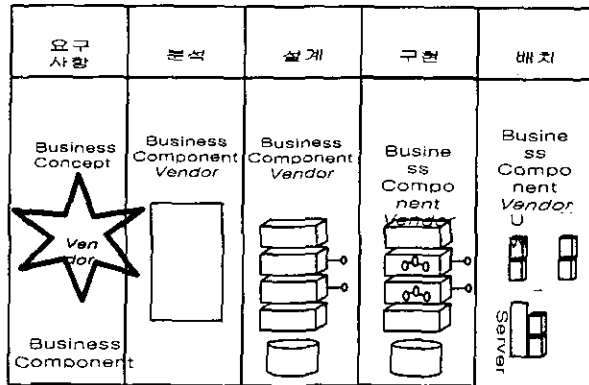 요구
사항
분석
설계
구현
배치
Business
Concept
Ven
dor
Business
Component
Business
Component
Vendor
Business
Component
Vendor
Busine
ss
Compo
nent
Vendor
Busine
ss
Compo
nent
Vendor
U
Server